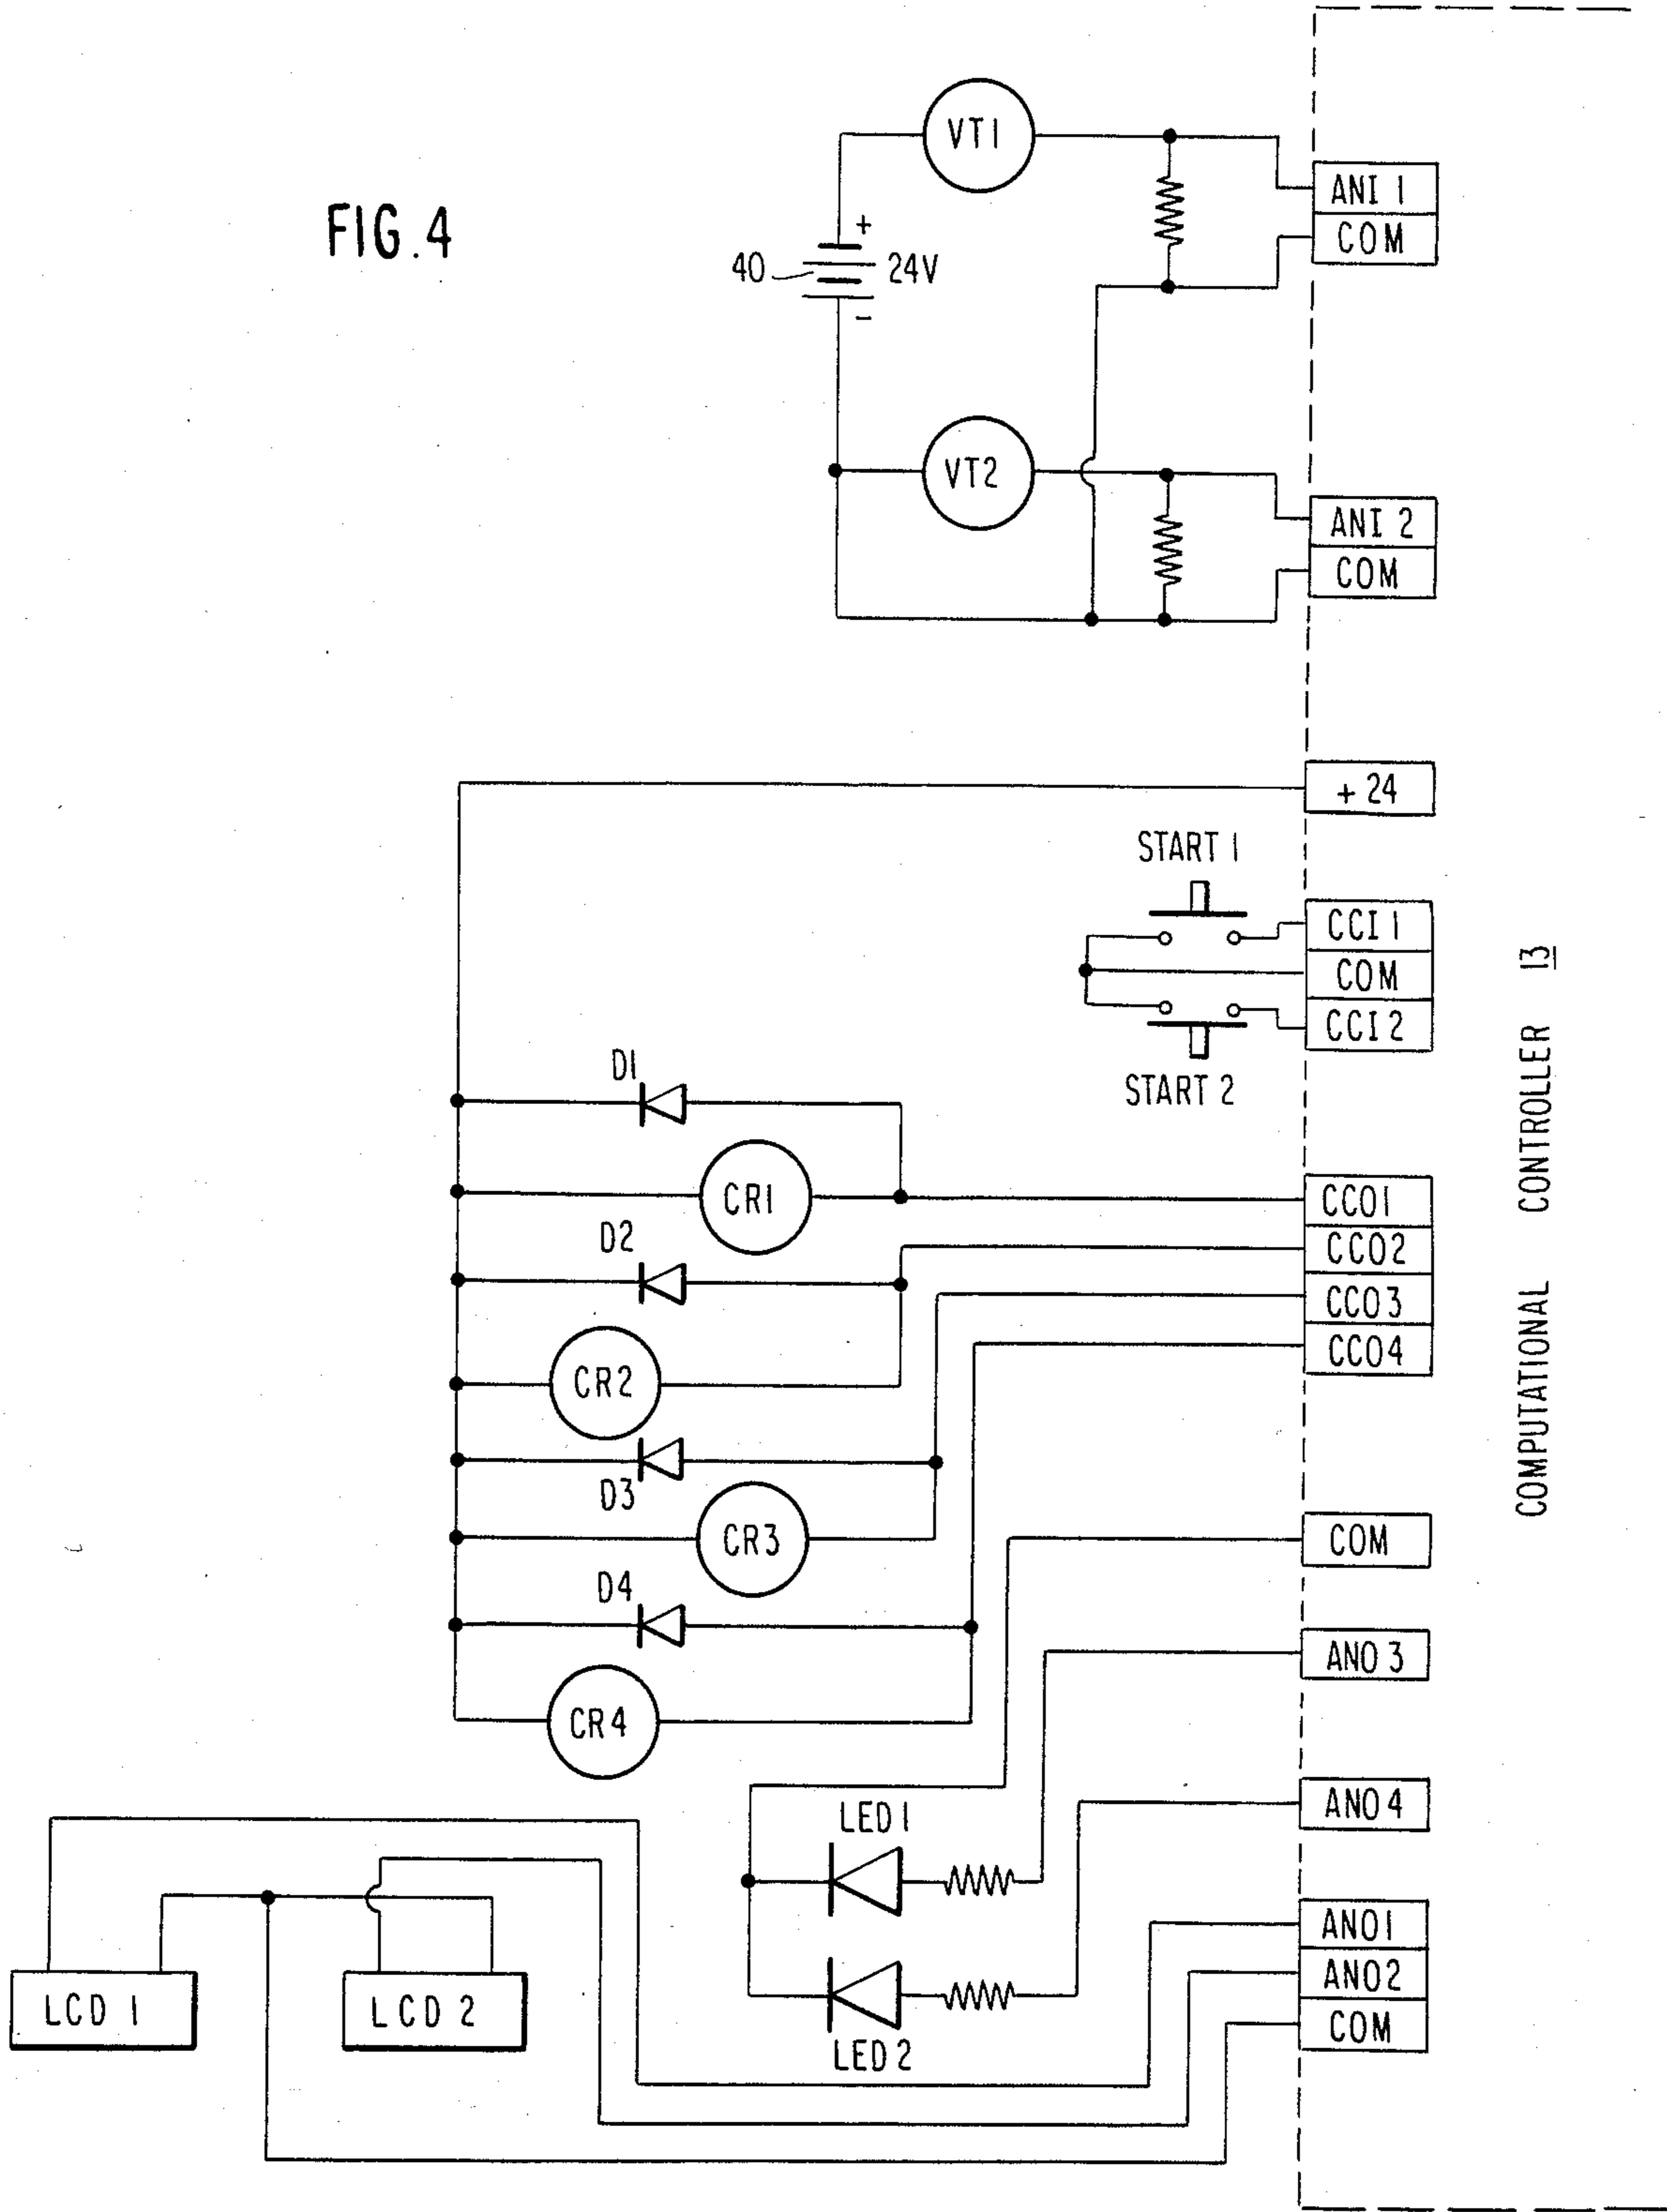 FIG. 4
VT1
ANI 1
COM
+
40
24V
-
VT2
ANI 2
COM
+ 24
START 1
CCI 1
COM
CCI 2
START 2
COMPUTATIONAL CONTROLLER 13
D1
CR1
CCO1
D2
CCO2
CCO3
CR2
CCO4
D3
CR3
COM
D4
ANO 3
CR4
ANO 4
LED 1
ANO1
ANO2
LCD 1
LCD 2
COM
LED 2